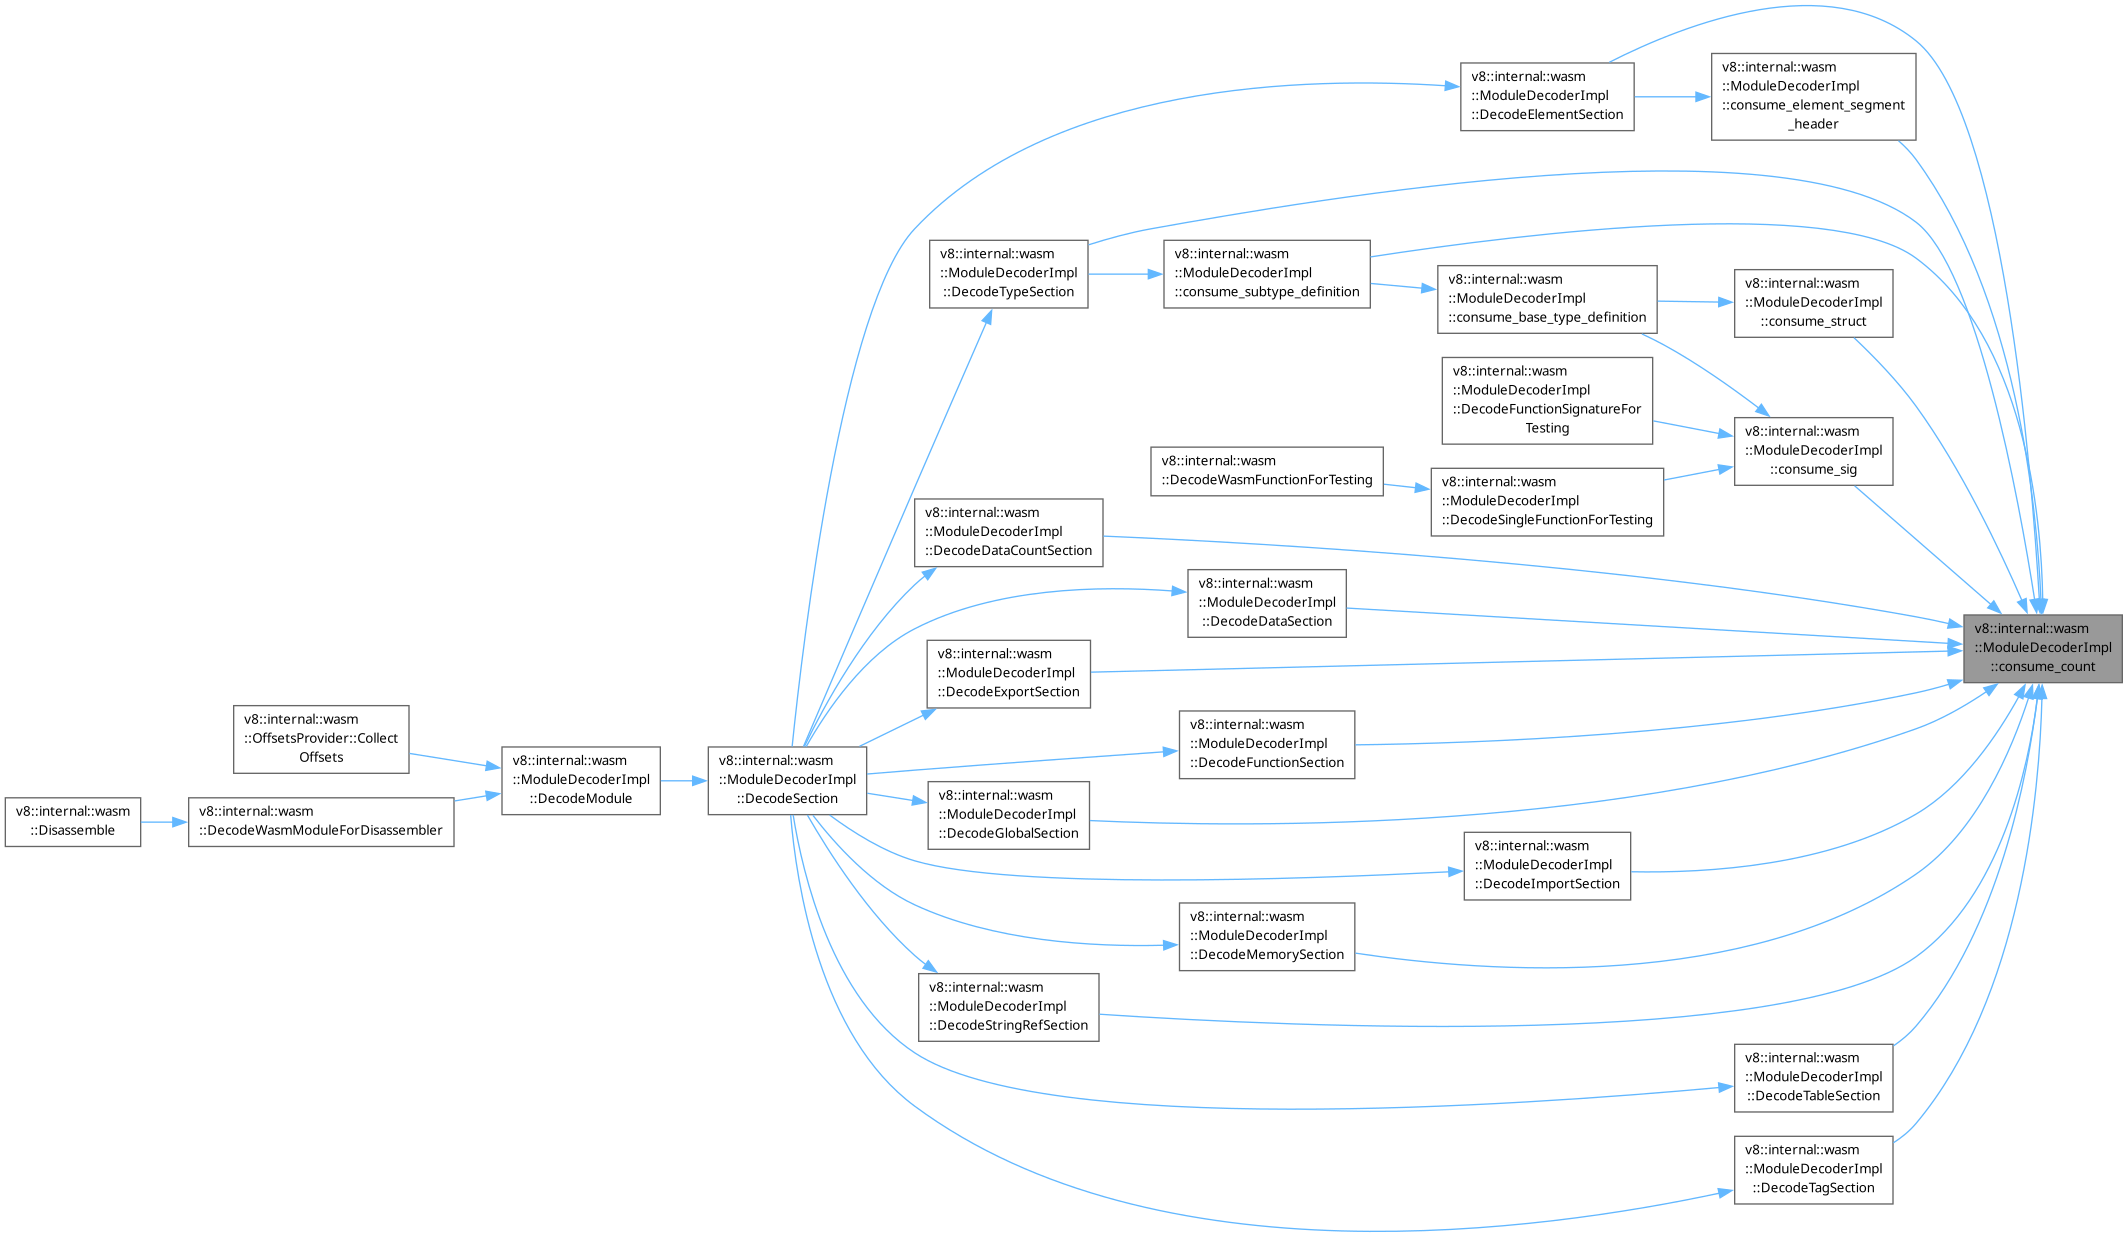 v8::internal::wasm
::ModuleDecoderImpl
::DecodeElementSection
v8::internal::wasm
::ModuleDecoderImpl
::consume_element_segment
_header
v8::internal::wasm
::ModuleDecoderImpl
::DecodeTypeSection
v8::internal::wasm
::ModuleDecoderImpl
::consume_subtype_definition
v8::internal::wasm
::ModuleDecoderImpl
::consume_base_type_definition
v8::internal::wasm
::ModuleDecoderImpl
::consume_struct
v8::internal::wasm
::ModuleDecoderImpl
::DecodeFunctionSignatureFor
Testing
v8::internal::wasm
::ModuleDecoderImpl
::consume_sig
v8::internal::wasm
::DecodeWasmFunctionForTesting
v8::internal::wasm
::ModuleDecoderImpl
::DecodeSingleFunctionForTesting
v8::internal::wasm
::ModuleDecoderImpl
::DecodeDataCountSection
v8::internal::wasm
::ModuleDecoderImpl
::DecodeDataSection
v8::internal::wasm
::ModuleDecoderImpl
::consume_count
v8::internal::wasm
::ModuleDecoderImpl
::DecodeExportSection
v8::internal::wasm
::OffsetsProvider::Collect
Offsets
v8::internal::wasm
::ModuleDecoderImpl
::DecodeFunctionSection
v8::internal::wasm
::ModuleDecoderImpl
::DecodeModule
v8::internal::wasm
::ModuleDecoderImpl
::DecodeSection
v8::internal::wasm
::Disassemble
v8::internal::wasm
::DecodeWasmModuleForDisassembler
v8::internal::wasm
::ModuleDecoderImpl
::DecodeGlobalSection
v8::internal::wasm
::ModuleDecoderImpl
::DecodeImportSection
v8::internal::wasm
::ModuleDecoderImpl
::DecodeMemorySection
v8::internal::wasm
::ModuleDecoderImpl
::DecodeStringRefSection
v8::internal::wasm
::ModuleDecoderImpl
::DecodeTableSection
v8::internal::wasm
::ModuleDecoderImpl
::DecodeTagSection